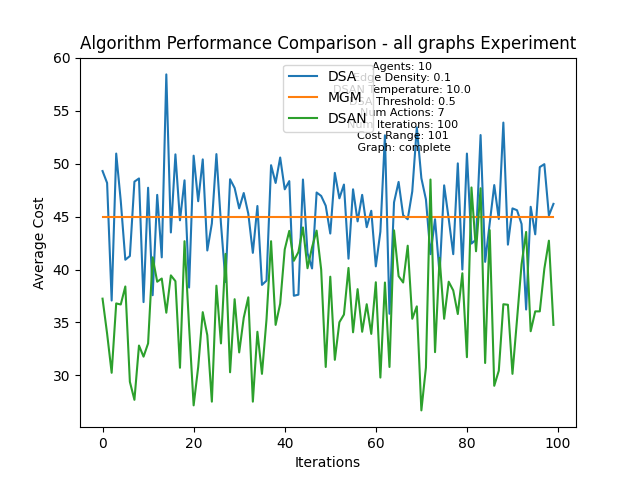 Algorithm Performance Comparison - all graphs Experiment
60
55
50
45
40
35
30
Average Cost
DSA
MGM
DSAN
Agents: 10
Edge Density: 0.1
DSAN Temperature: 10.0
DSA Threshold: 0.5
Num Actions: 7
Num Iterations: 100
Cost Range: 101
Graph: complete
0
20
40
60
80
100
Iterations